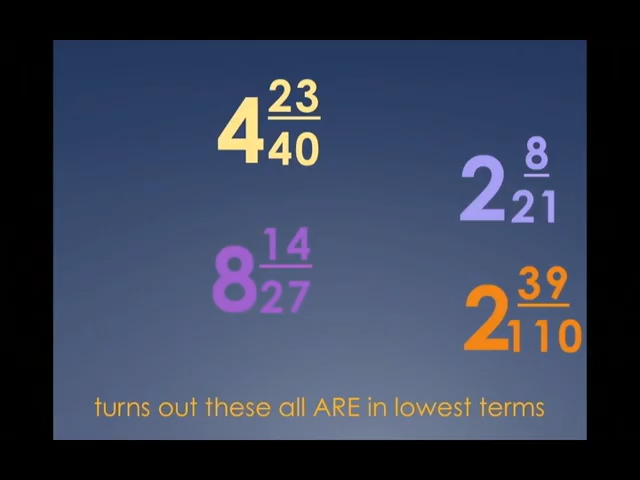 4 23/40
2 8/21
8 14/27
2 39/110
turns out these all ARE in lowest terms